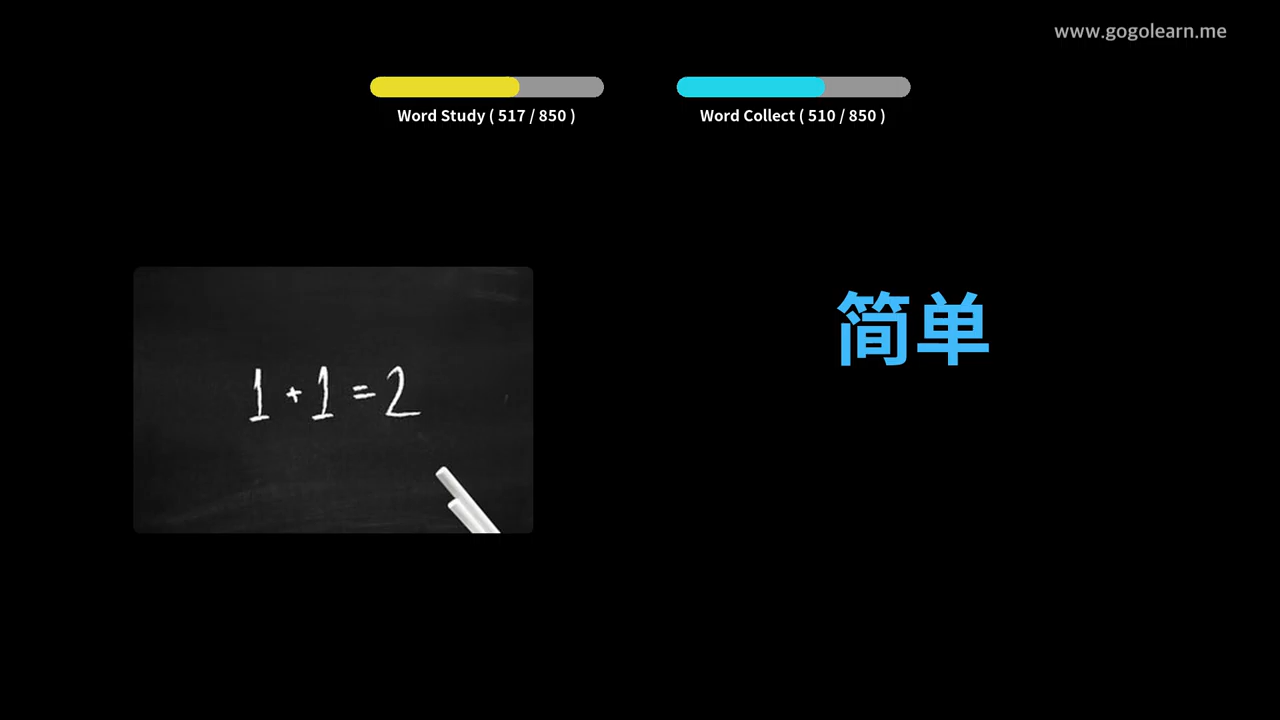 www.gogolearn.me
Word Study ( 517 / 850 )
Word Collect ( 510 / 850 )
简单
1 + 1 = 2